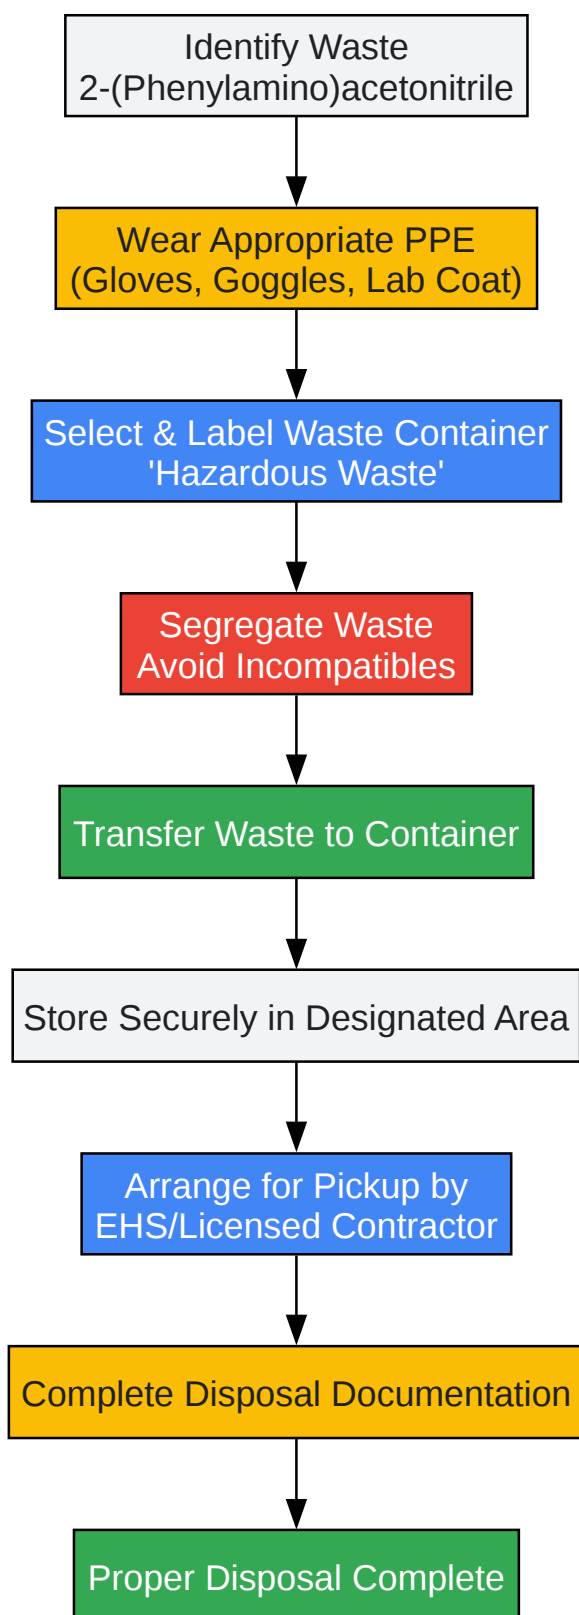 Identify Waste
2-(Phenylamino)acetonitrile
Wear Appropriate PPE
(Gloves, Goggles, Lab Coat)
Select & Label Waste Container
'Hazardous Waste'
Segregate Waste
Avoid Incompatibles
Transfer Waste to Container
Store Securely in Designated Area
Arrange for Pickup by
EHS/Licensed Contractor
Complete Disposal Documentation
Proper Disposal Complete